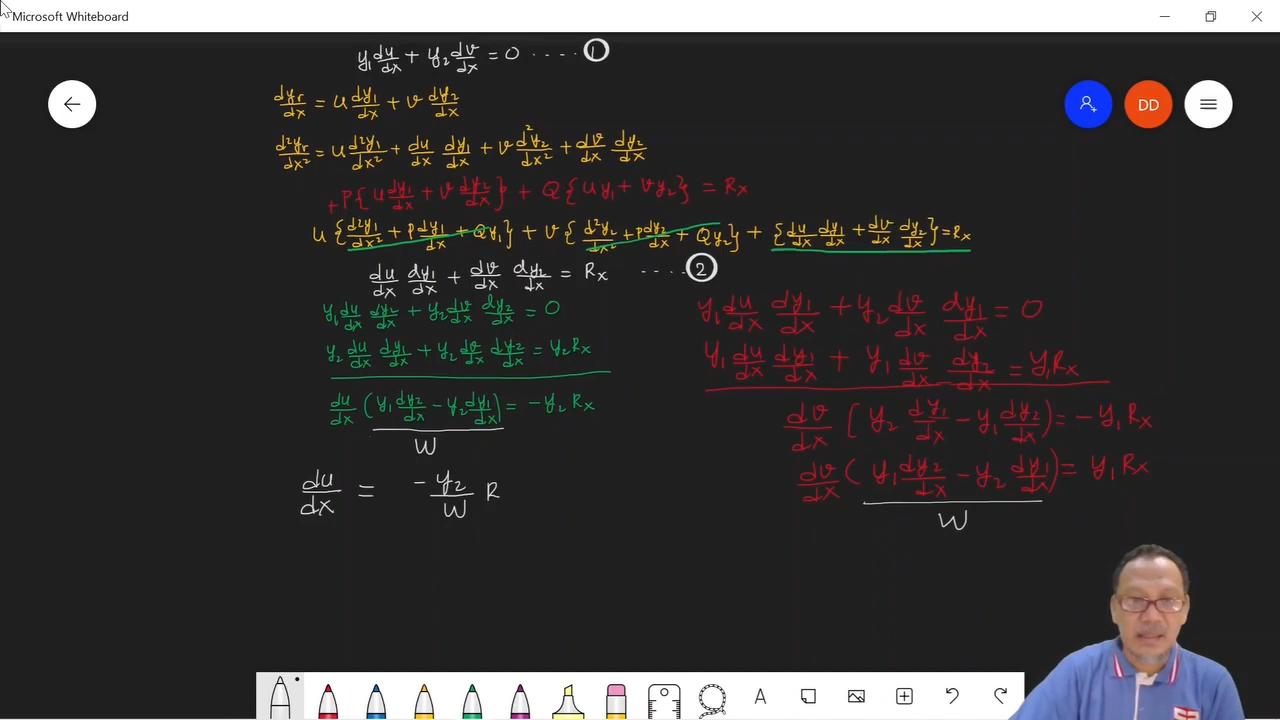 Microsoft Whiteboard
y₁ du/dx + y₂ dv/dx = 0 ..... ①
dyr/dx = u dy₁/dx + v dy₂/dx
d²yr/dx² = u d²y₁/dx² + du/dx dy₁/dx + v d²y₂/dx² + dv/dx dy₂/dx
+ P{u dy₁/dx + v dy₂/dx} + Q{uy₁ + vy₂} = Rx
u{d²y₁/dx² + P dy₁/dx + Qy₁} + v{d²y₂/dx² + P dy₂/dx + Qy₂} + {du/dx dy₁/dx + dv/dx dy₂/dx} = Rx
du/dx dy₁/dx + dv/dx dy₂/dx = Rx ..... ②
y₁ du/dx dy₂/dx + y₂ dv/dx dy₂/dx = 0
y₂ du/dx dy₁/dx + y₂ dv/dx dy₂/dx = y₂Rx
du/dx (y₁ dy₂/dx - y₂ dy₁/dx) = -y₂ Rx
W
du/dx = -y₂/W R
y₁ du/dx dy₁/dx + y₂ dv/dx dy₁/dx = 0
y₁ du/dx dy₁/dx + y₁ dv/dx dy₂/dx = y₁Rx
dv/dx [y₂ dy₁/dx - y₁ dy₂/dx) = -y₁Rx
dv/dx (y₁ dy₂/dx - y₂ dy₁/dx) = y₁Rx
W
DD
A